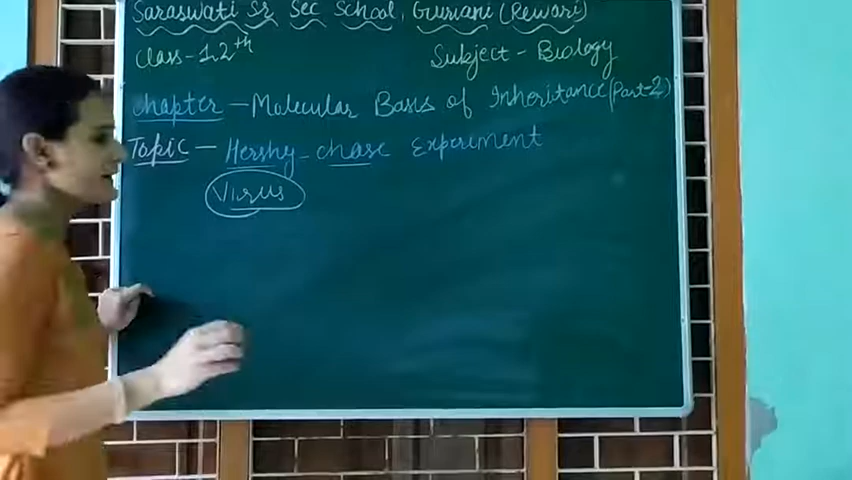 Saraswati Sr Sec School, Guriani (Rewari)
Class-12th Subject - Biology
Chapter - Molecular Basis of Inheritance (Part-2)
Topic - Hershy-chase Experiment
Virus